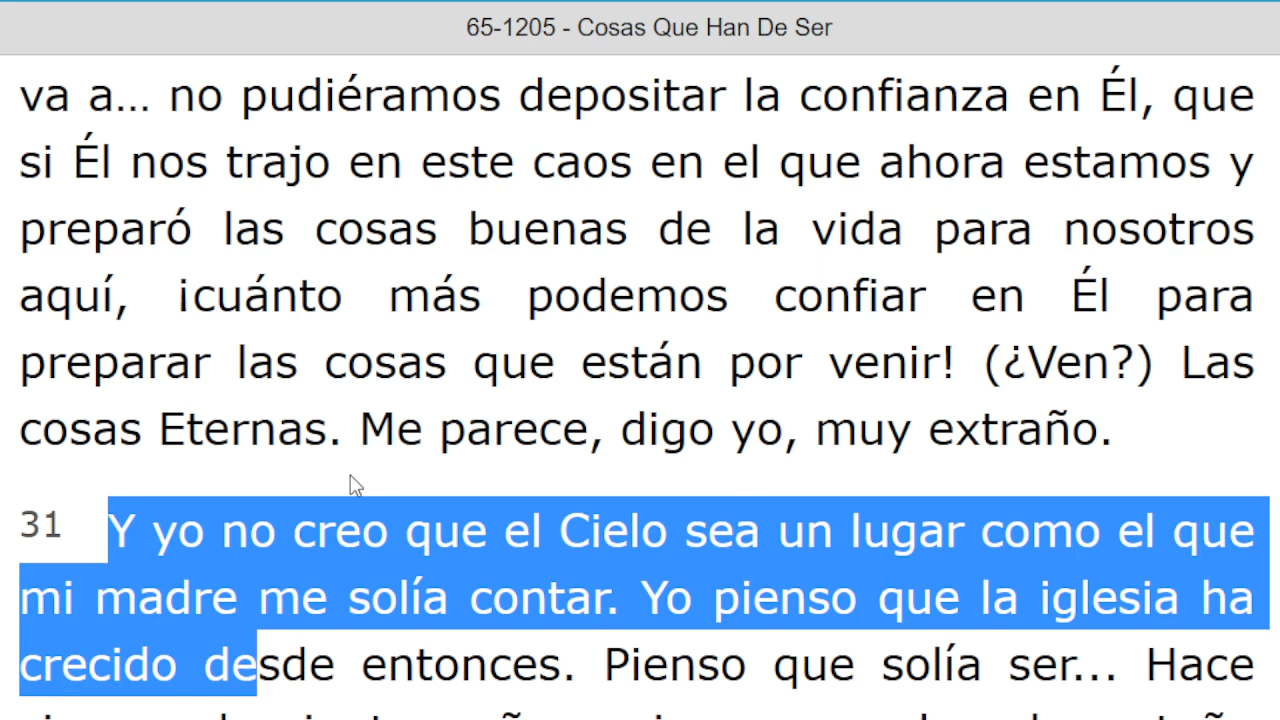 65-1205 - Cosas Que Han De Ser
va a... no pudiéramos depositar la confianza en Él, que
si Él nos trajo en este caos en el que ahora estamos y
preparó las cosas buenas de la vida para nosotros
aquí, ¡cuánto más podemos confiar en Él para
preparar las cosas que están por venir! (¿Ven?) Las
cosas Eternas. Me parece, digo yo, muy extraño.
31 Y yo no creo que el Cielo sea un lugar como el que
mi madre me solía contar. Yo pienso que la iglesia ha
crecido desde entonces. Pienso que solía ser... Hace